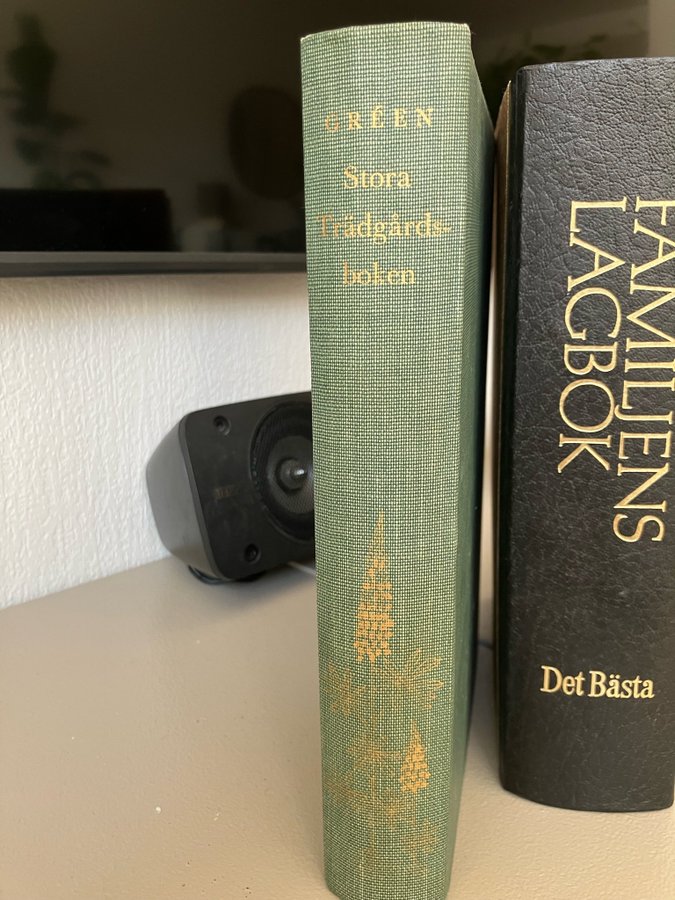 GRÉEN
Stora
Trädgårds-
boken
FAMILJENS
LAGBOK
Det Bästa